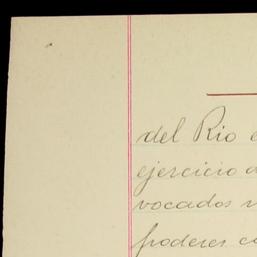 del Rio
ejercicio
vocados
poderes